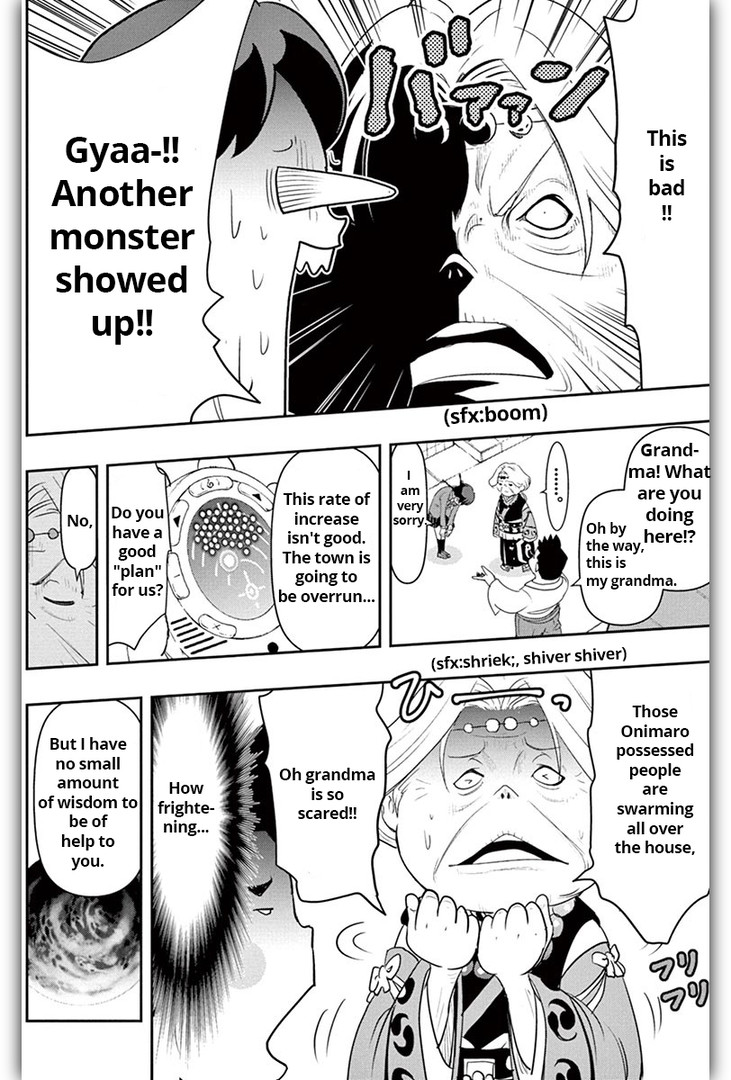 This
is
bad
!!
バァァン
Gyaa-!!
Another
monster
showed
up!!
(sfx:boom)
Grand-
ma! What
are you
doing
here!?
Oh by
the way,
this is
my grandma.
......
I
am
very
sorry.
This rate of
increase
isn't good.
The town is
going to
be overrun...
Do you
have a
good
"plan"
for us?
No,
(sfx:shriek;, shiver shiver)
Those
Onimaro
possessed
people
are
swarming
all over
the house,
ひーっ
フリ
フリ
Oh grandma
is so
scared!!
How
frighte-
ning...
But I have
no small
amount
of wisdom to
be of
help to
you.